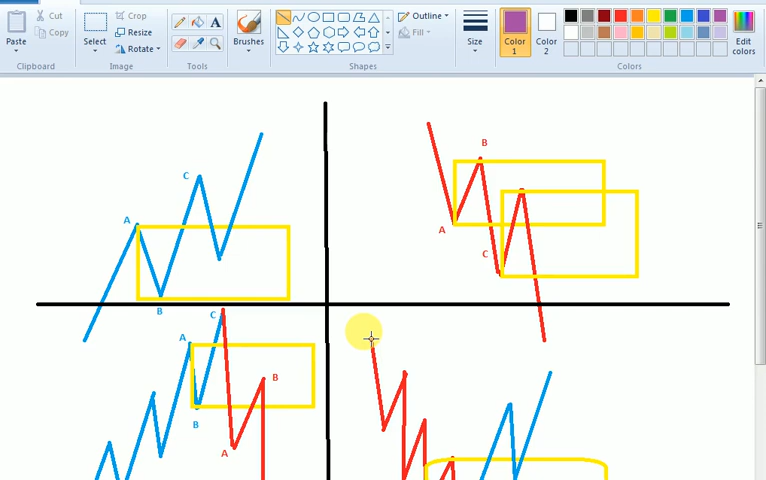 Cut
Copy
Paste
Clipboard
Crop
Resize
Rotate
Select
Image
Tools
Brushes
Outline
Fill
Shapes
Size
Color
1
Color
2
Edit
colors
Colors
A
B
C
B
A
C
A
B
C
A
B